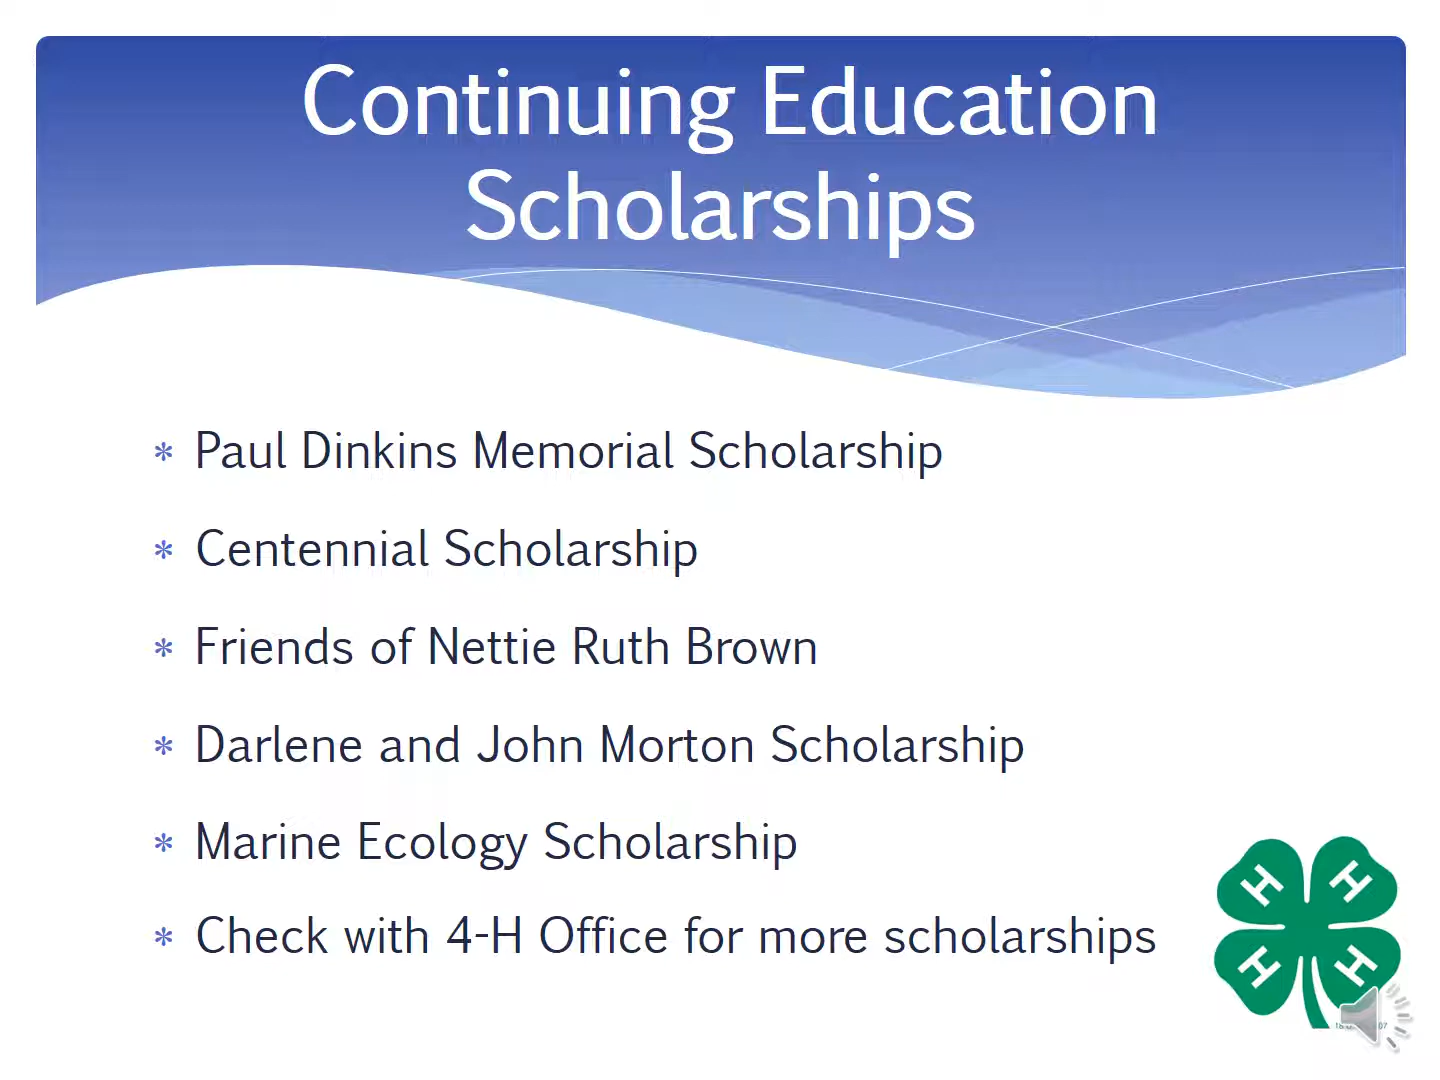 Continuing Education
Scholarships
* Paul Dinkins Memorial Scholarship
* Centennial Scholarship
* Friends of Nettie Ruth Brown
* Darlene and John Morton Scholarship
* Marine Ecology Scholarship
* Check with 4-H Office for more scholarships
H H
H H